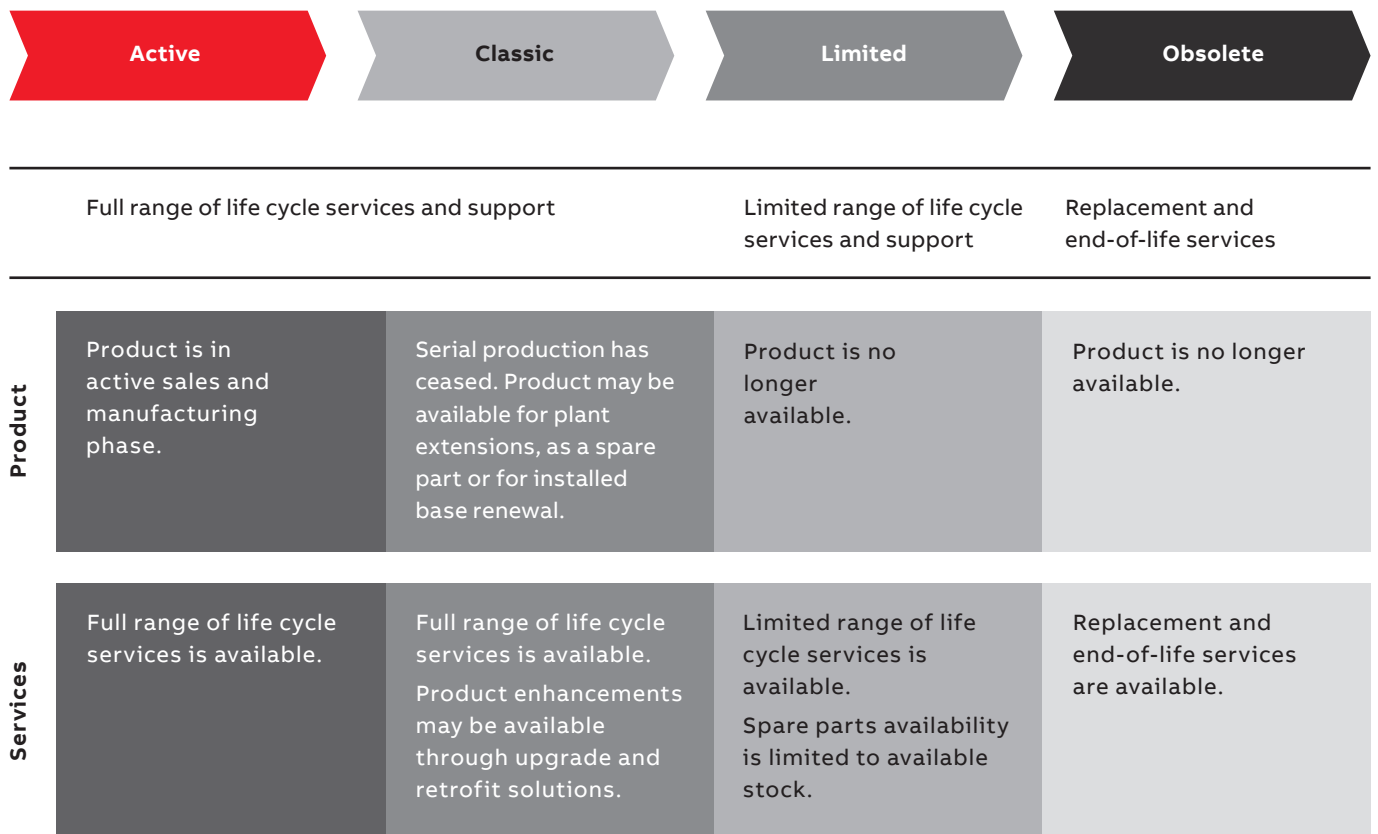 Active
Classic
Limited
Obsolete
Full range of life cycle services and support
Limited range of life cycle
services and support
Replacement and
end-of-life services
Product
Product is in
active sales and
manufacturing
phase.
Serial production has
ceased. Product may be
available for plant
extensions, as a spare
part or for installed
base renewal.
Product is no
longer
available.
Product is no longer
available.
Services
Full range of life cycle
services is available.
Full range of life cycle
services is available.
Product enhancements
may be available
through upgrade and
retrofit solutions.
Limited range of life
cycle services is
available.
Spare parts availability
is limited to available
stock.
Replacement and
end-of-life services
are available.